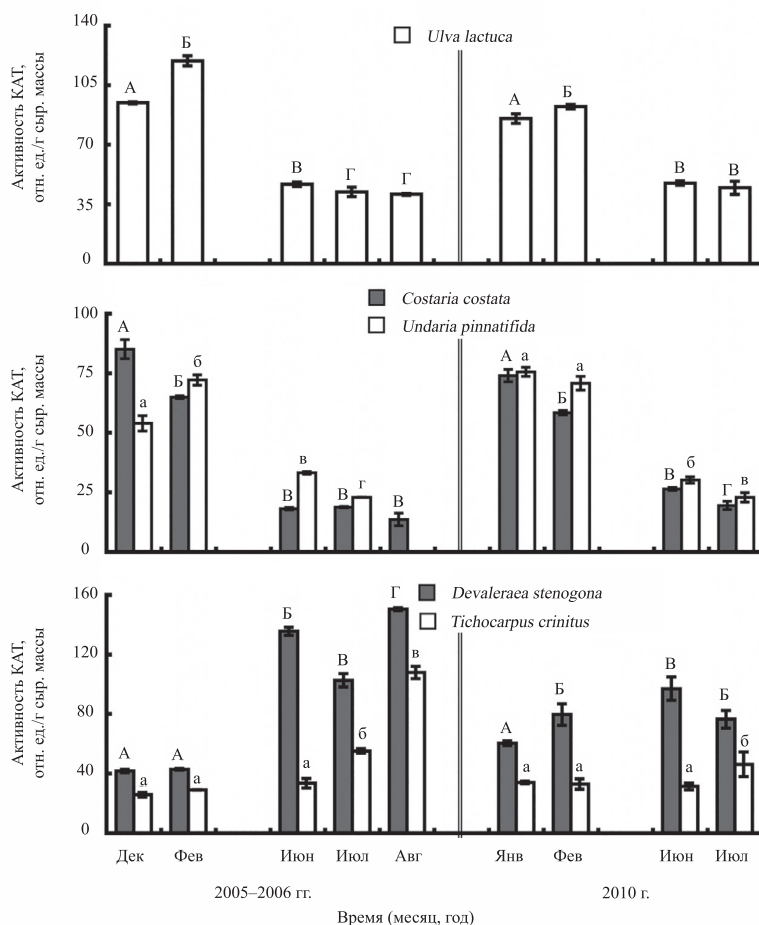 Активность КАТ,
отн. ед./г сыр. массы
140
105
70
35
0
Ulva lactuca
А
Б
В
Г
Г
А
Б
В
В
Активность КАТ,
отн. ед./г сыр. массы
100
75
50
25
0
Costaria costata
Undaria pinnatifida
А
а
Б
б
В
в
В
г
В
А
а
Б
а
В
б
Г
в
Активность КАТ,
отн. ед./г сыр. массы
160
120
80
40
0
Devaleraea stenogona
Tichocarpus crinitus
А
а
А
а
Б
а
В
б
Г
в
А
а
Б
а
В
а
Б
б
Дек Фев Июн Июл Авг Янв Фев Июн Июл
2005–2006 гг. 2010 г.
Время (месяц, год)